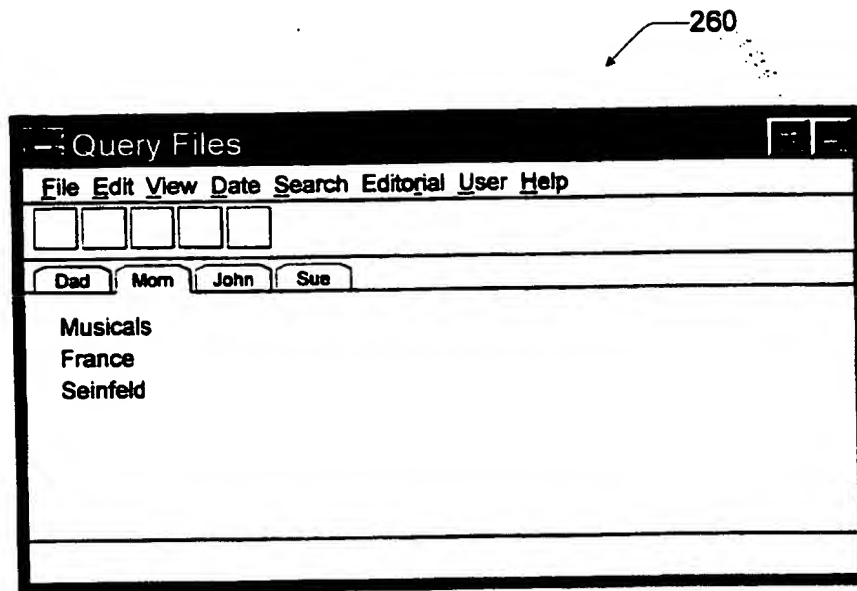 260
Query Files
File Edit View Date Search Editorial User Help
Dad Mom John Sue
Musicals
France
Seinfeld